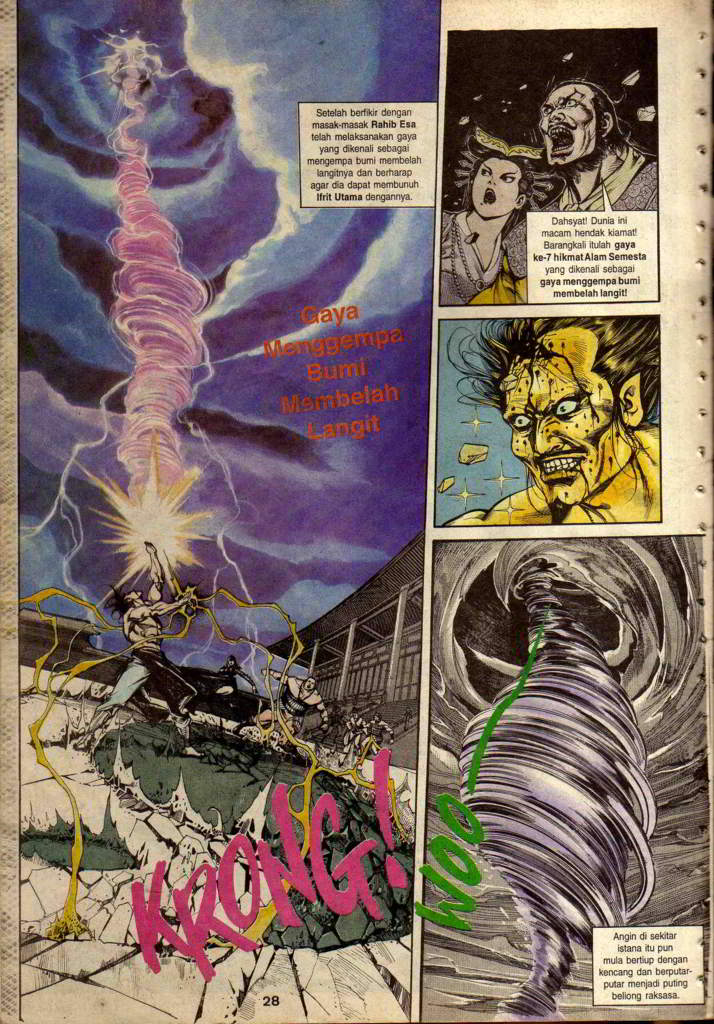 Setelah berfikir dengan
masak-masak Rahib Esa
telah melaksanakan gaya
yang dikenali sebagai
mengempa bumi membelah
langitnya dan berharap
agar dia dapat membunuh
Ifrit Utama dengannya.
Gaya
Menggempa
Bumi
Membelah
Langit
KRONG!
28
Dahsyat! Dunia ini
macam hendak kiamat!
Barangkali itulah gaya
ke-7 hikmat Alam Semesta
yang dikenali sebagai
gaya menggempa bumi
membelah langit!
WOO
Angin di sekitar
istana itu pun
mula bertiup dengan
kencang dan berputar-
putar menjadi puting
beliong raksasa.